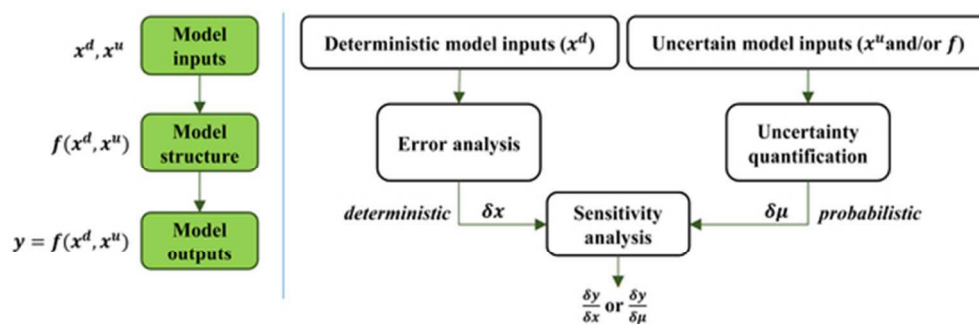 x^d, x^u
Model
inputs
f(x^d, x^u)
Model
structure
y = f(x^d, x^u)
Model
outputs
Deterministic model inputs (x^d)
Uncertain model inputs (x^u and/or f)
Error analysis
Uncertainty
quantification
deterministic
δx
δμ
probabilistic
Sensitivity
analysis
δy/δx or δy/δμ